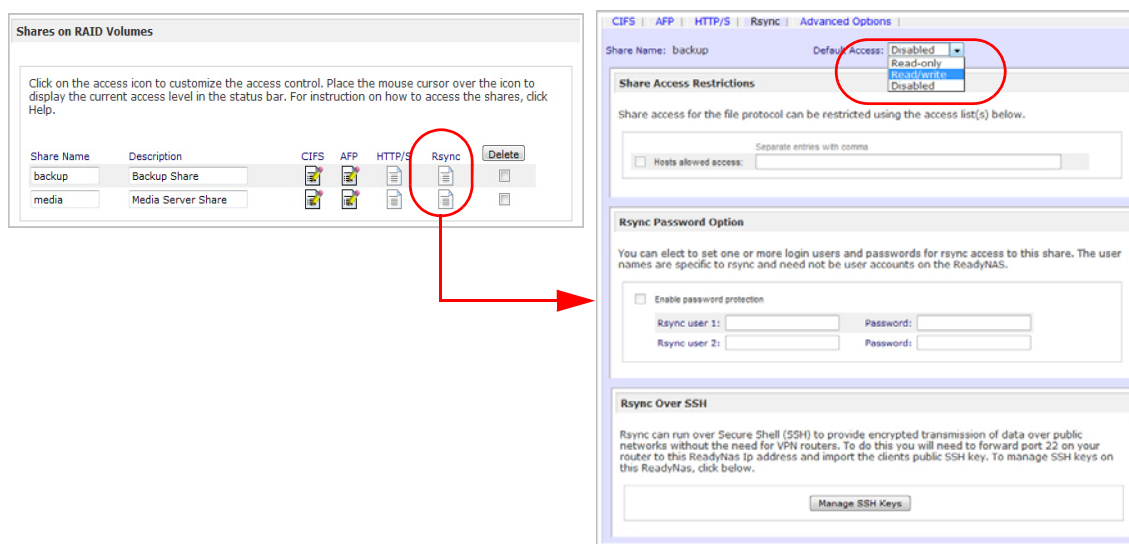 Shares on RAID Volumes
Click on the access icon to customize the access control. Place the mouse cursor over the icon to
display the current access level in the status bar. For instruction on how to access the shares, click
Help.
Share Name Description CIFS AFP HTTP/S Rsync Delete
backup Backup Share
media Media Server Share
CIFS | AFP | HTTP/S | Rsync | Advanced Options |
Share Name: backup Default Access: Disabled
Read-only
Read/write
Disabled
Share Access Restrictions
Share access for the file protocol can be restricted using the access list(s) below.
Separate entries with comma
Hosts allowed access:
Rsync Password Option
You can elect to set one or more login users and passwords for rsync access to this share. The user
names are specific to rsync and need not be user accounts on the ReadyNAS.
Enable password protection
Rsync user 1: Password:
Rsync user 2: Password:
Rsync Over SSH
Rsync can run over Secure Shell (SSH) to provide encrypted transmission of data over public
networks without the need for VPN routers. To do this you will need to forward port 22 on your
router to this ReadyNas Ip address and import the clients public SSH key. To manage SSH keys on
this ReadyNas, click below.
Manage SSH Keys